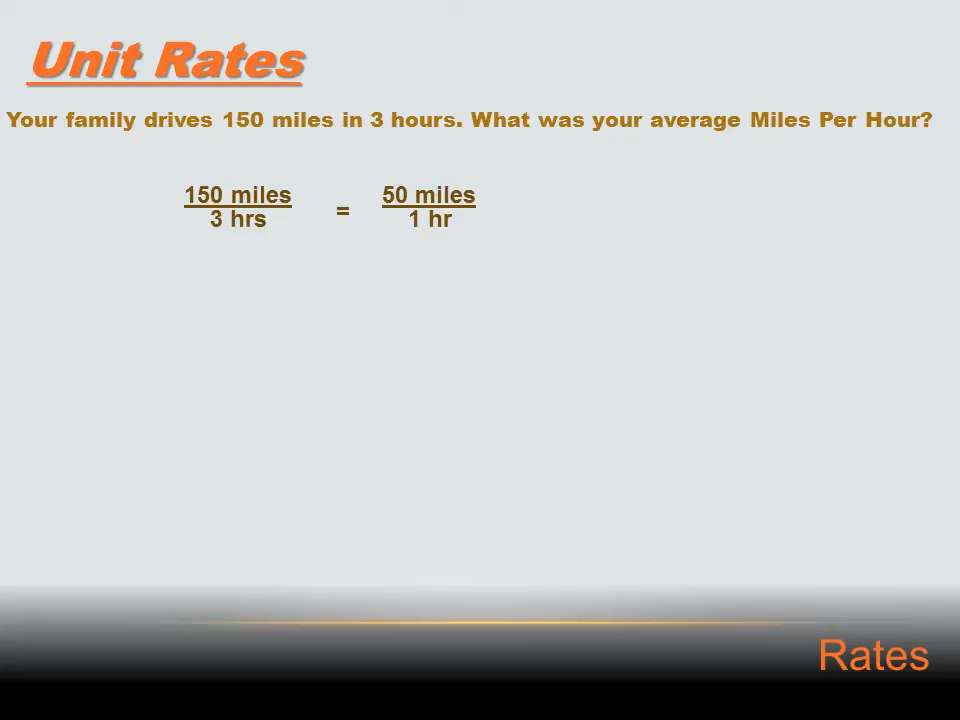 Unit Rates
Your family drives 150 miles in 3 hours. What was your average Miles Per Hour?
150 miles
3 hrs
=
50 miles
1 hr
Rates